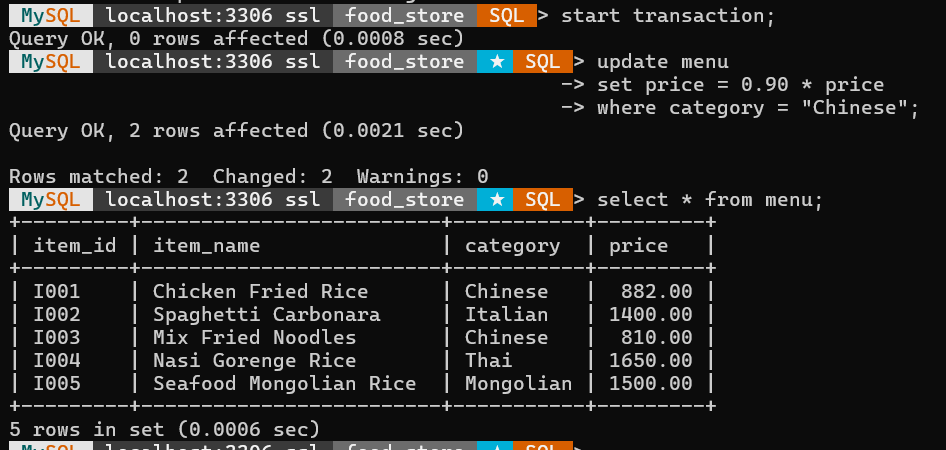 MySQL localhost:3306 ssl food_store SQL > start transaction;
Query OK, 0 rows affected (0.0008 sec)
MySQL localhost:3306 ssl food_store ★ SQL > update menu
-> set price = 0.90 * price
-> where category = "Chinese";
Query OK, 2 rows affected (0.0021 sec)
Rows matched: 2  Changed: 2  Warnings: 0
MySQL localhost:3306 ssl food_store ★ SQL > select * from menu;
+---------+-------------------------+-----------+---------+
| item_id | item_name               | category  | price   |
+---------+-------------------------+-----------+---------+
| I001    | Chicken Fried Rice      | Chinese   |  882.00 |
| I002    | Spaghetti Carbonara     | Italian   | 1400.00 |
| I003    | Mix Fried Noodles       | Chinese   |  810.00 |
| I004    | Nasi Gorenge Rice       | Thai      | 1650.00 |
| I005    | Seafood Mongolian Rice  | Mongolian | 1500.00 |
+---------+-------------------------+-----------+---------+
5 rows in set (0.0006 sec)
MySQL localhost:3306 ssl food_store ★ SQL >